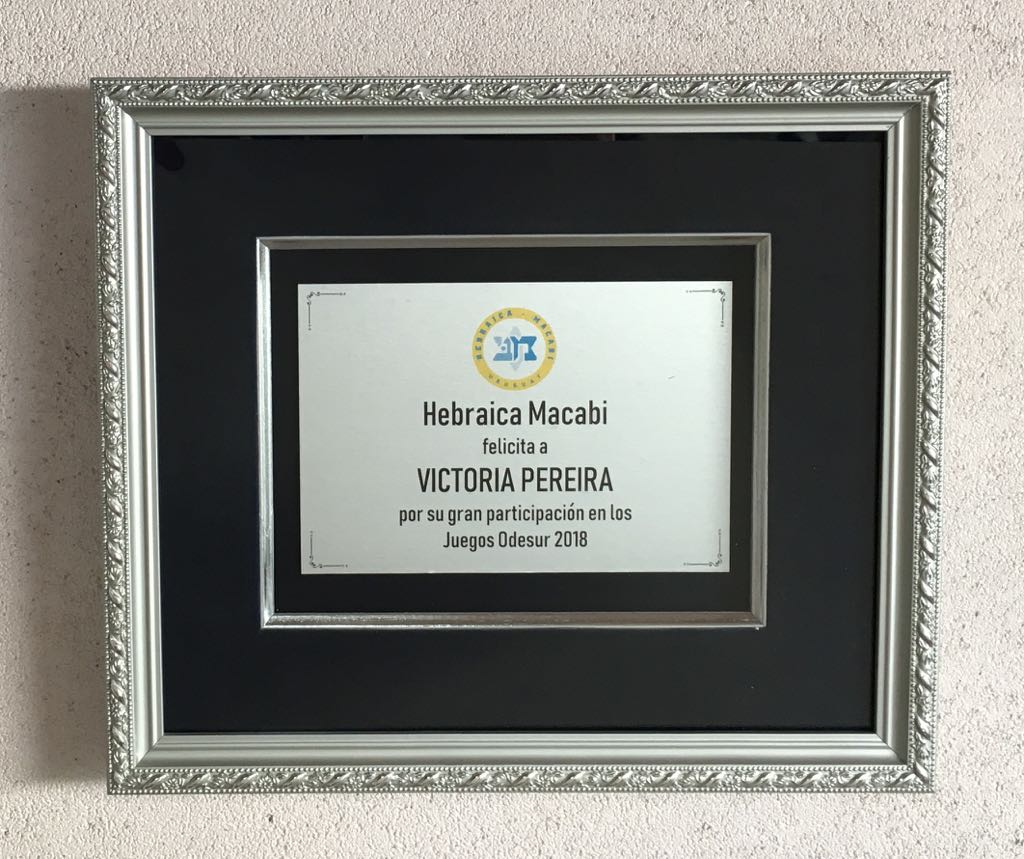 HEBRAICA - MACABI
URUGUAY
Hebraica Macabi
felicita a
VICTORIA PEREIRA
por su gran participación en los
Juegos Odesur 2018